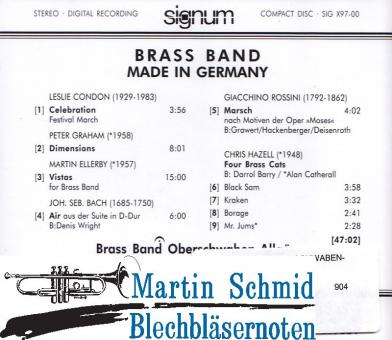 STEREO · DIGITAL RECORDING
signum
COMPACT DISC · SIG X97-00
BRASS BAND
MADE IN GERMANY
LESLIE CONDON (1929-1983)
[1] Celebration 3:56
Festival March
PETER GRAHAM (*1958)
[2] Dimensions 8:01
MARTIN ELLERBY (*1957)
[3] Vistas 15:00
for Brass Band
JOH. SEB. BACH (1685-1750)
[4] Air aus der Suite in D-Dur 6:00
B:Denis Wright
GIACCHINO ROSSINI (1792-1862)
[5] Marsch 4:02
nach Motiven der Oper »Moses«
B:Grawert/Hackenberger/Deisenroth
CHRIS HAZELL (*1948)
Four Brass Cats
B: Darrol Barry / *Alan Catherall
[6] Black Sam 3:58
[7] Kraken 3:32
[8] Borage 2:41
[9] Mr. Jums* 2:28
[47:02]
Brass Band Oberschwaben
VABEN-
904
Martin Schmid
Blechbläsernoten